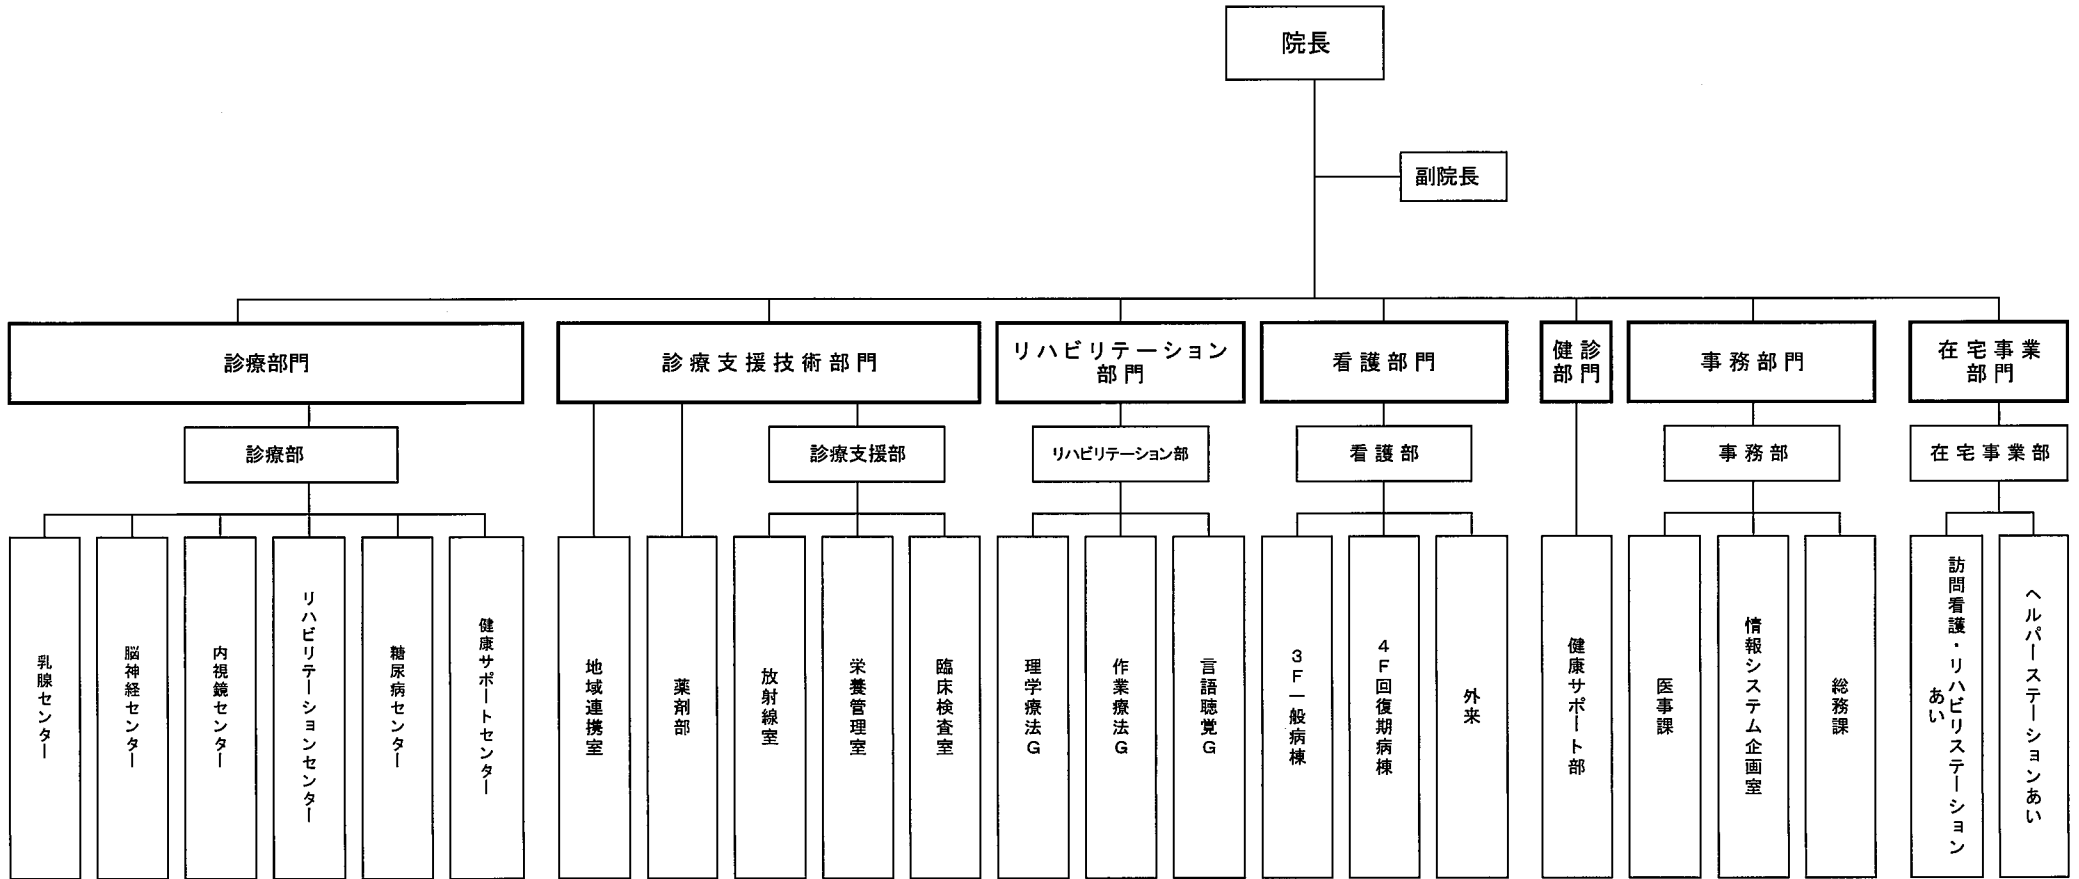 院長
副院長
診療部門
診療支援技術部門
リハビリテーション
部門
看護部門
健診
部門
事務部門
在宅事業
部門
診療部
診療支援部
リハビリテーション部
看護部
事務部
在宅事業部
乳腺センター
脳神経センター
内視鏡センター
リハビリテーションセンター
糖尿病センター
健康サポートセンター
地域連携室
薬剤部
放射線室
栄養管理室
臨床検査室
理学療法G
作業療法G
言語聴覚G
3F一般病棟
4F回復期病棟
外来
健康サポート部
医事課
情報システム企画室
総務課
訪問看護・リハビリステーション
あい
ヘルパーステーションあい